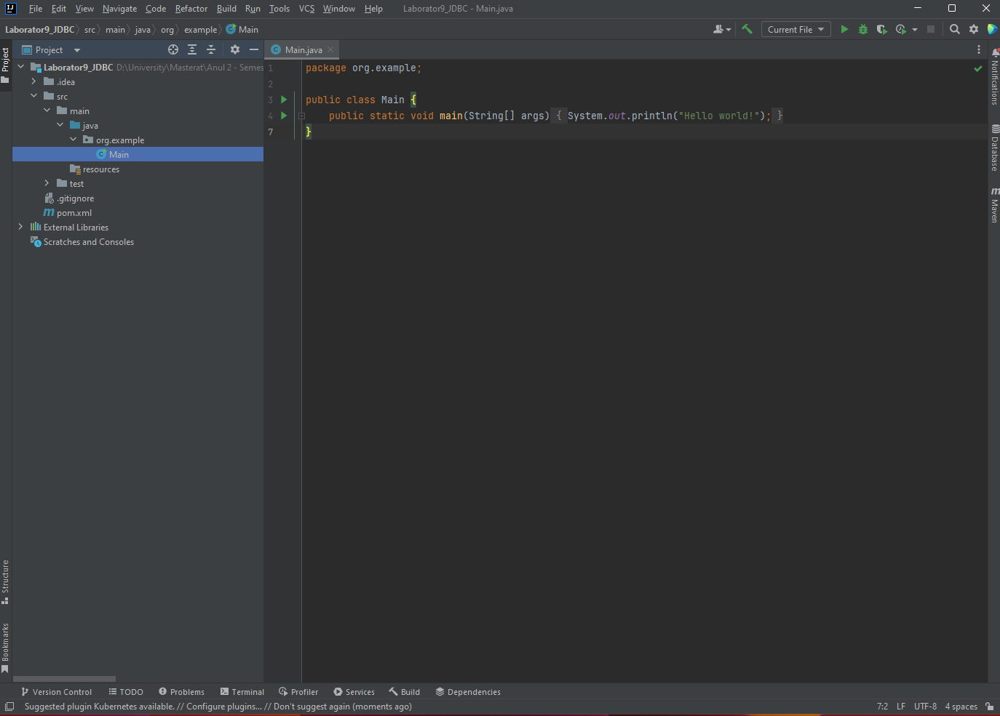 File Edit View Navigate Code Refactor Build Run Tools VCS Window Help Laborator9_JDBC - Main.java
Laborator9_JDBC src main java org example Main
Current File
Project
Main.java
Project
Laborator9_JDBC D:\University\Masterat\Anul 2 - Semes
.idea
src
main
java
org.example
Main
resources
test
.gitignore
pom.xml
External Libraries
Scratches and Consoles
1 package org.example;
2
3 public class Main {
4 public static void main(String[] args) { System.out.println("Hello world!"); }
7 }
Notifications
Database
m
Maven
Structure
Bookmarks
Version Control TODO Problems Terminal Profiler Services Build Dependencies
Suggested plugin Kubernetes available. // Configure plugins... // Don't suggest again (moments ago)
7:2 LF UTF-8 4 spaces